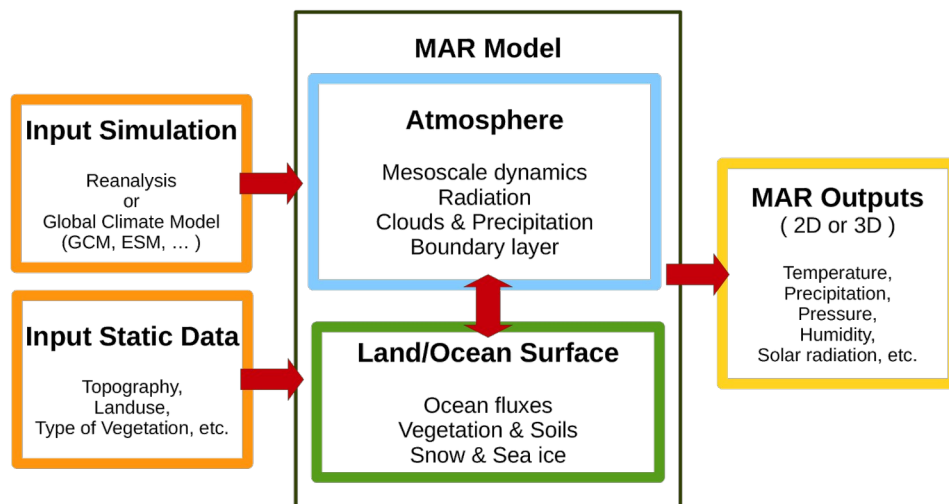 MAR Model
Input Simulation
Reanalysis
or
Global Climate Model
(GCM, ESM, … )
Input Static Data
Topography,
Landuse,
Type of Vegetation, etc.
Atmosphere
Mesoscale dynamics
Radiation
Clouds & Precipitation
Boundary layer
Land/Ocean Surface
Ocean fluxes
Vegetation & Soils
Snow & Sea ice
MAR Outputs
( 2D or 3D )
Temperature,
Precipitation,
Pressure,
Humidity,
Solar radiation, etc.